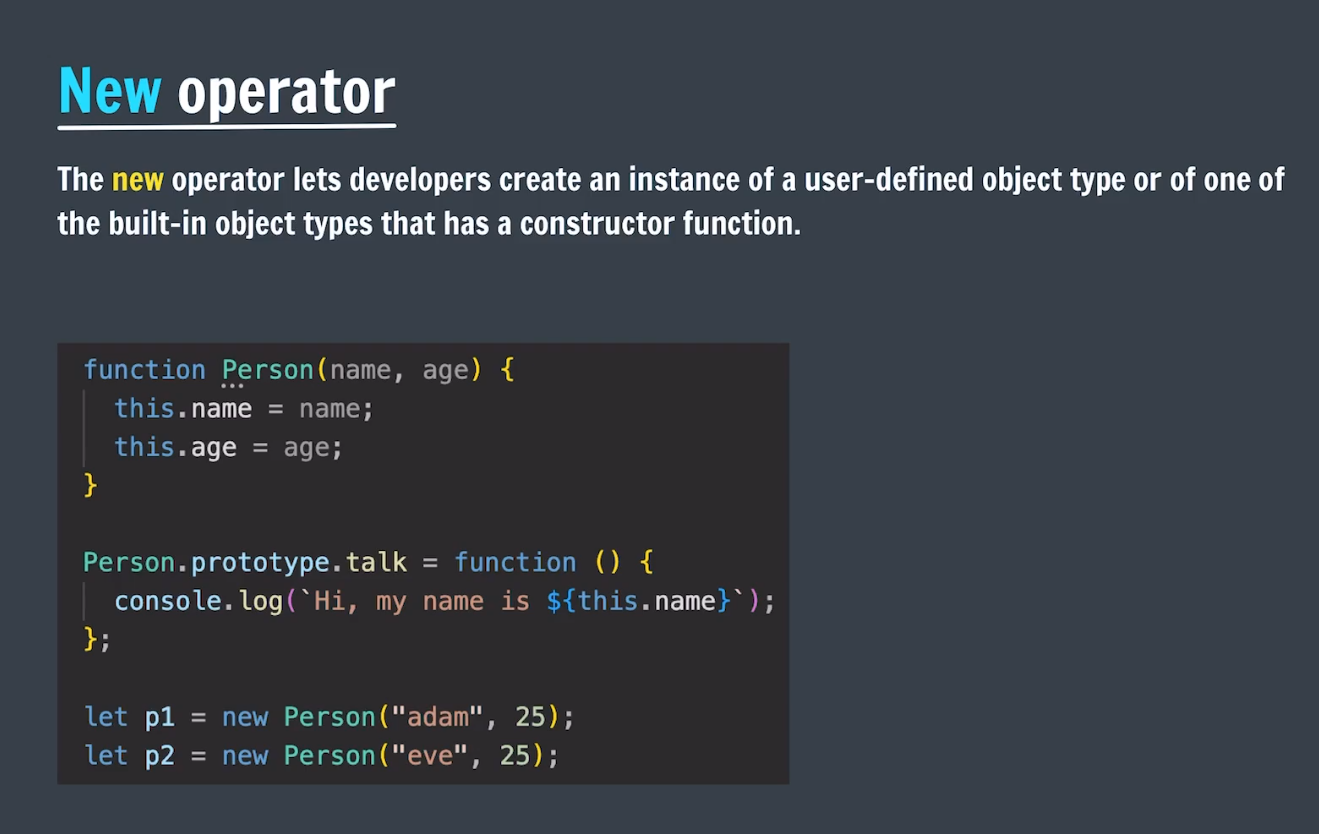 New operator
The new operator lets developers create an instance of a user-defined object type or of one of
the built-in object types that has a constructor function.
function Person(name, age) {
  this.name = name;
  this.age = age;
}
Person.prototype.talk = function () {
  console.log(`Hi, my name is ${this.name}`);
};
let p1 = new Person("adam", 25);
let p2 = new Person("eve", 25);